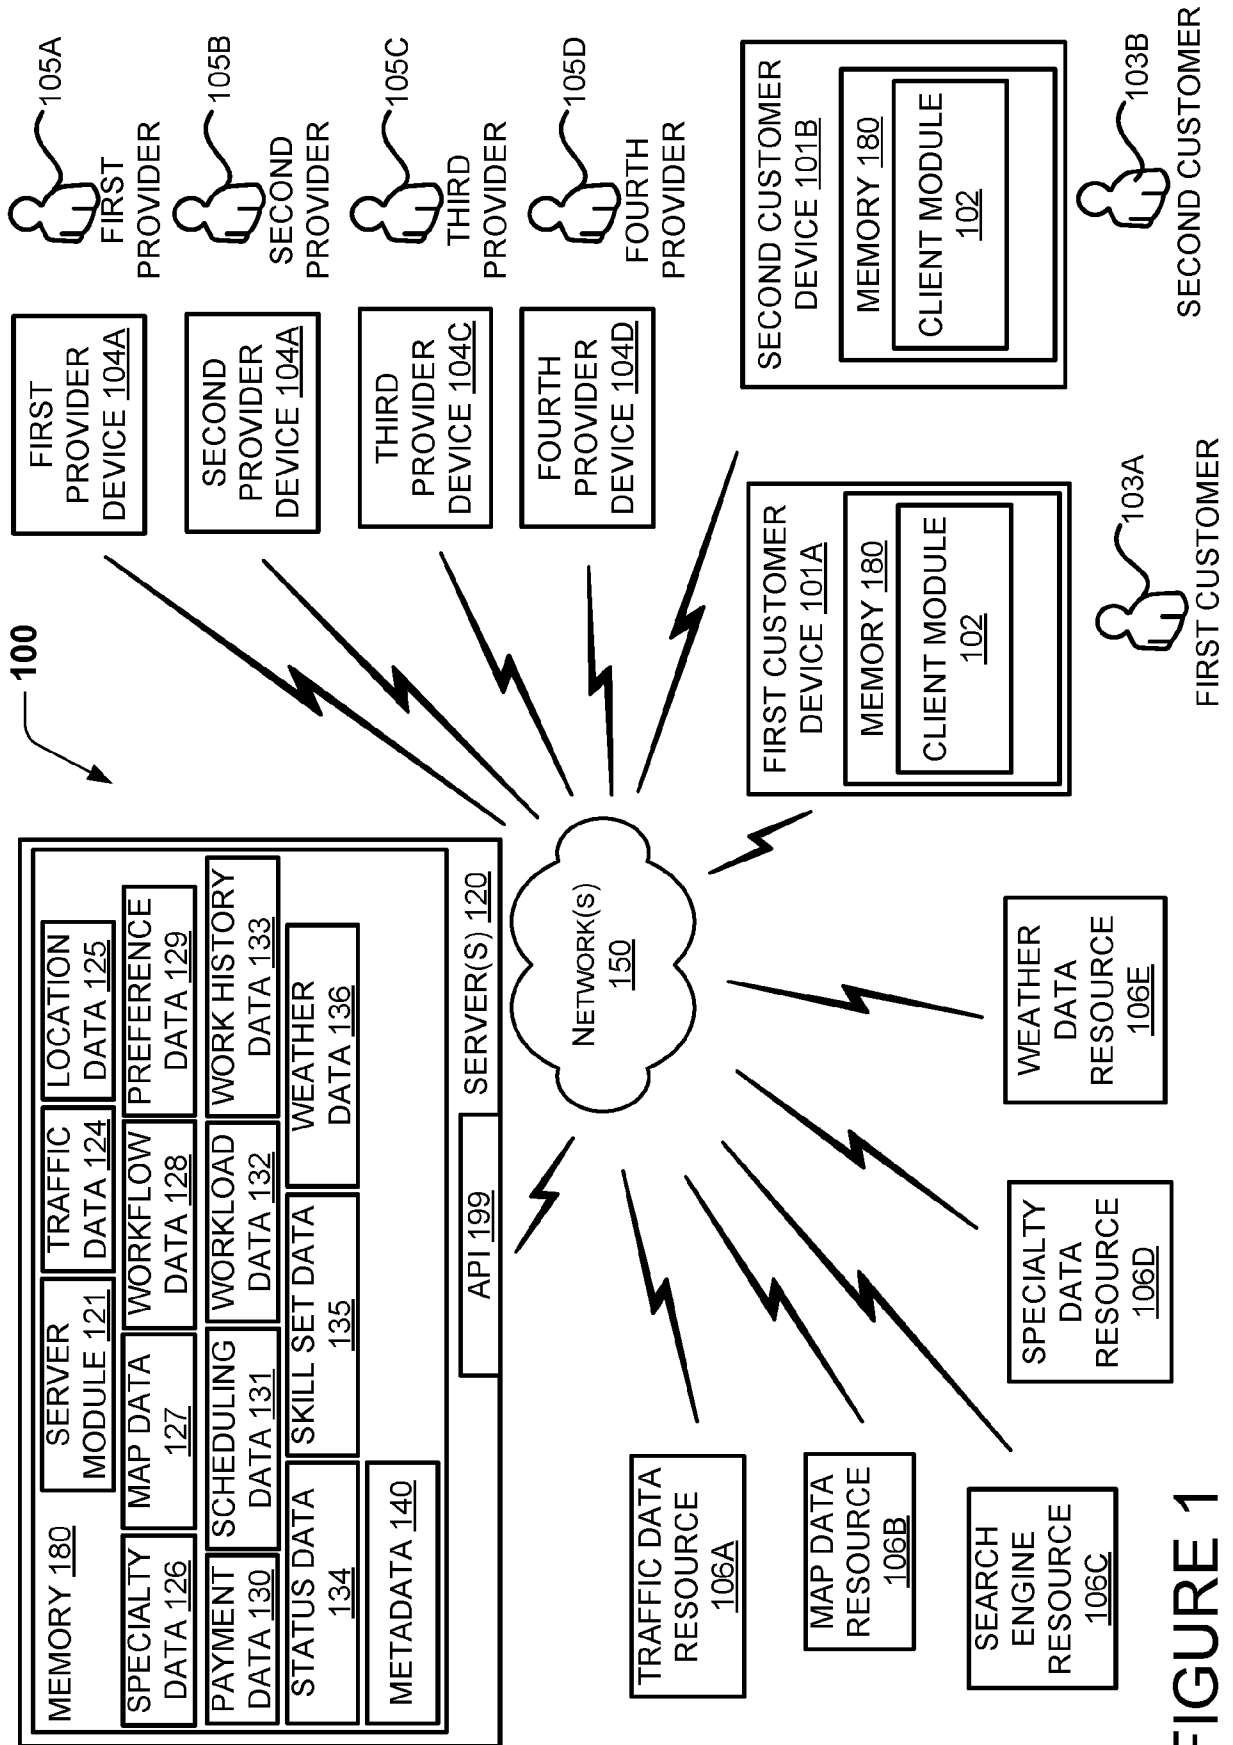 100
MEMORY 180
SERVER
MODULE 121
TRAFFIC
DATA 124
LOCATION
DATA 125
SPECIALTY
DATA 126
MAP DATA
127
WORKFLOW
DATA 128
PREFERENCE
DATA 129
PAYMENT
DATA 130
SCHEDULING
DATA 131
WORKLOAD
DATA 132
WORK HISTORY
DATA 133
STATUS DATA
134
SKILL SET DATA
135
WEATHER
DATA 136
METADATA 140
API 199
SERVER(S) 120
FIRST
PROVIDER
DEVICE 104A
105A
FIRST
PROVIDER
SECOND
PROVIDER
DEVICE 104A
105B
SECOND
PROVIDER
THIRD
PROVIDER
DEVICE 104C
105C
THIRD
PROVIDER
FOURTH
PROVIDER
DEVICE 104D
105D
FOURTH
PROVIDER
NETWORK(S)
150
TRAFFIC DATA
RESOURCE
106A
MAP DATA
RESOURCE
106B
SEARCH
ENGINE
RESOURCE
106C
SPECIALTY
DATA
RESOURCE
106D
WEATHER
DATA
RESOURCE
106E
FIRST CUSTOMER
DEVICE 101A
MEMORY 180
CLIENT MODULE
102
103A
FIRST CUSTOMER
SECOND CUSTOMER
DEVICE 101B
MEMORY 180
CLIENT MODULE
102
103B
SECOND CUSTOMER
FIGURE 1